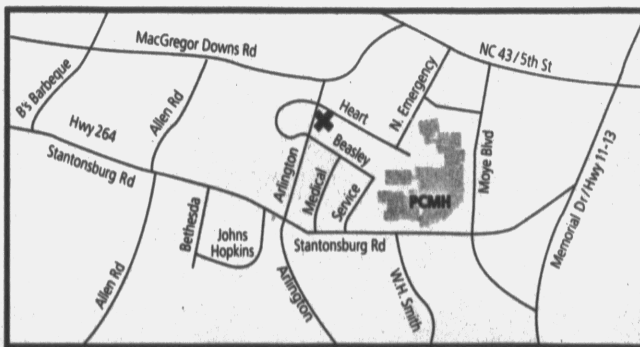 MacGregor Downs Rd
NC 43/5th St
B's Barbeque
Hwy 264
Allen Rd
Heart
N. Emergency
Stantonsburg Rd
Arlington
Beasley
Medical
Service
PCMH
Moye Blvd
Memorial Dr/Hwy 11-13
Bethesda
Johns
Hopkins
Stantonsburg Rd
Allen Rd
Arlington
W.H. Smith